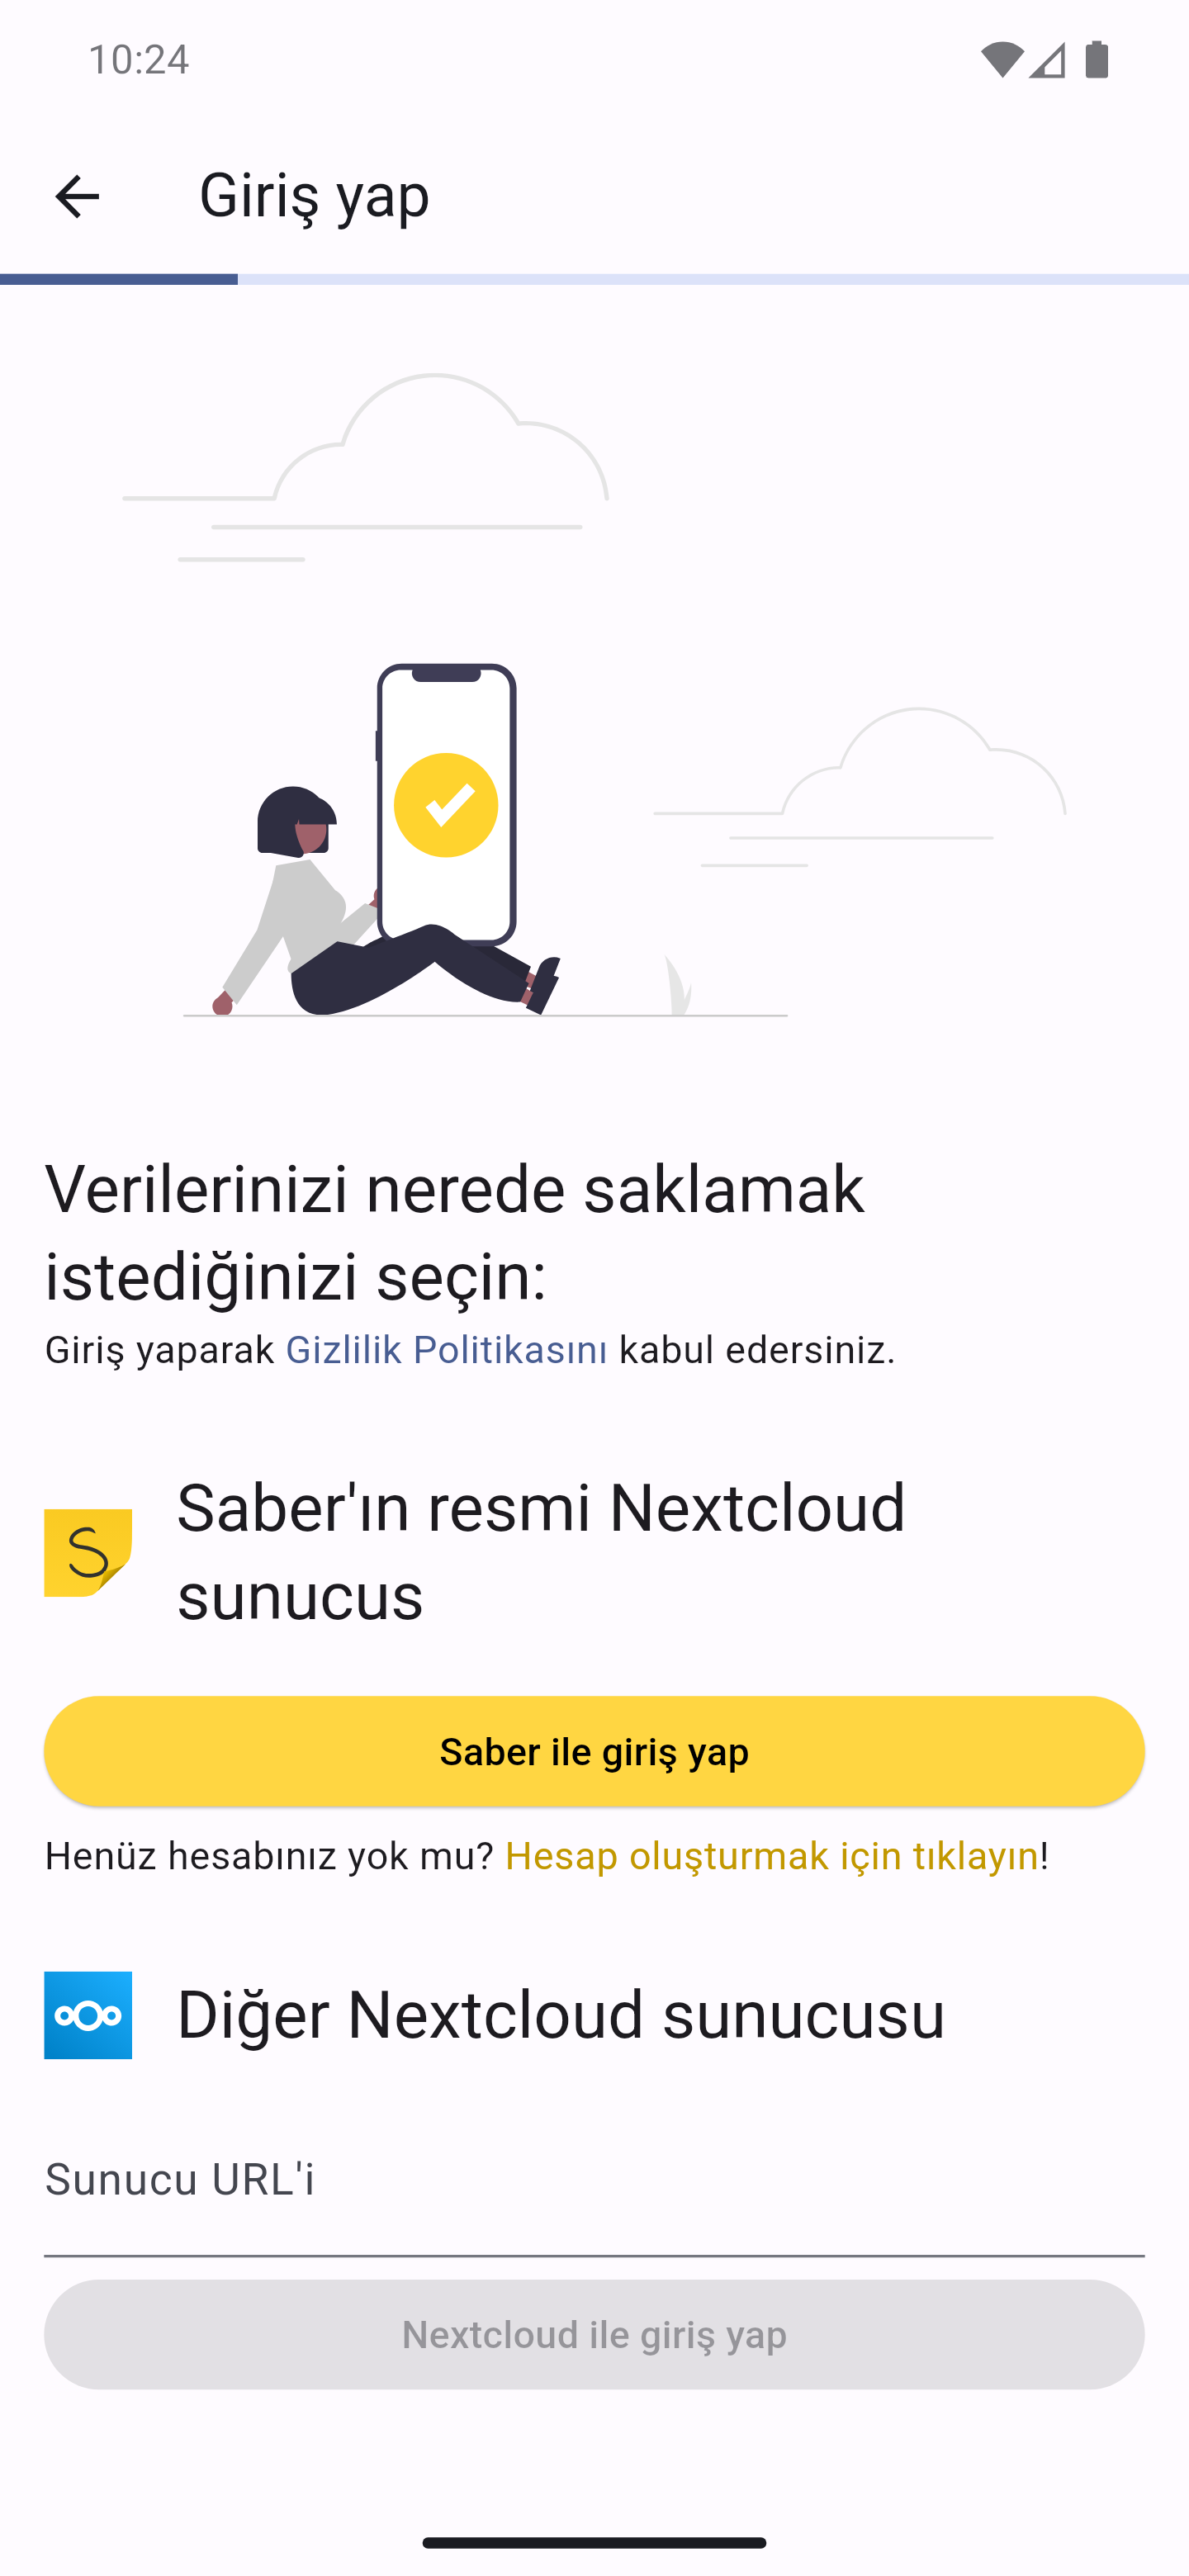 10:24
Giriş yap
Verilerinizi nerede saklamak
istediğinizi seçin:
Giriş yaparak Gizlilik Politikasını kabul edersiniz.
S
Saber'ın resmi Nextcloud
sunucus
Saber ile giriş yap
Henüz hesabınız yok mu? Hesap oluşturmak için tıklayın!
Diğer Nextcloud sunucusu
Sunucu URL'i
Nextcloud ile giriş yap